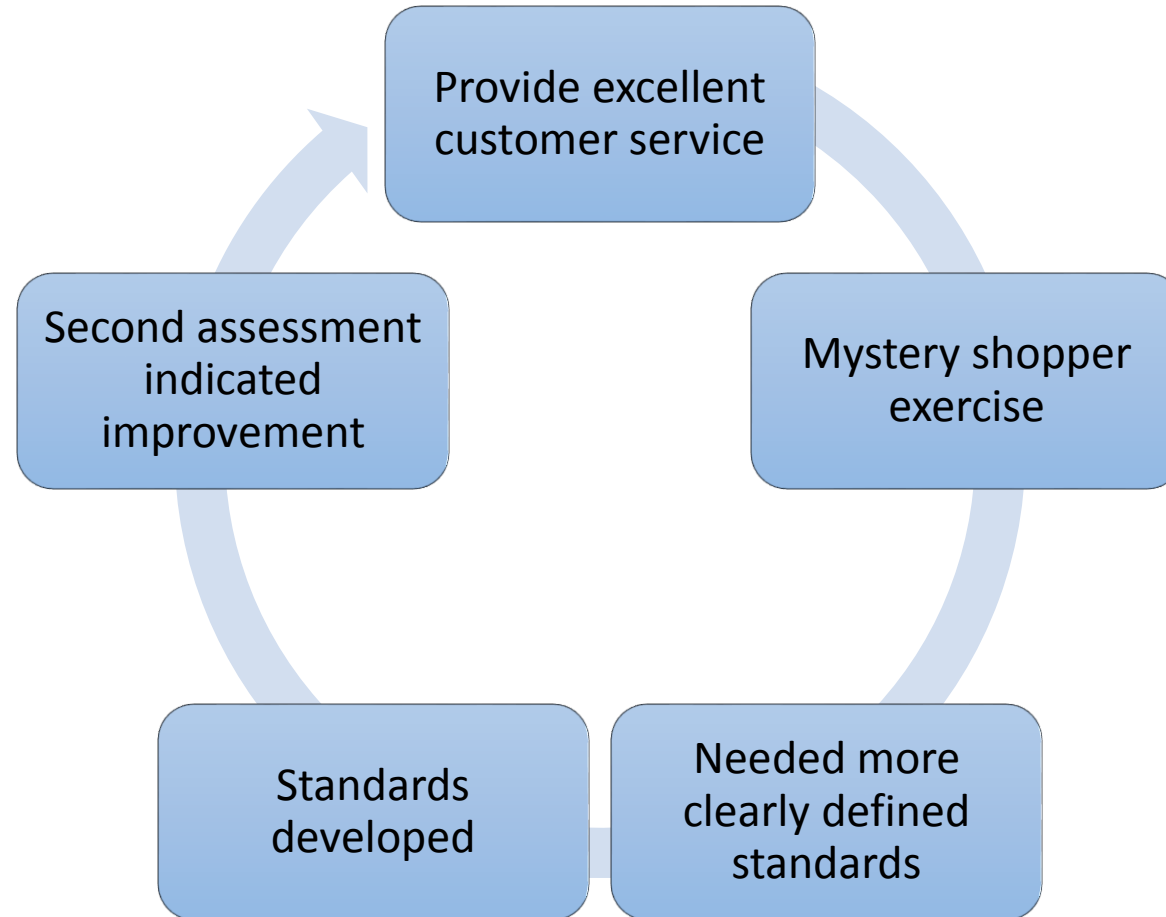 Provide excellent
customer service
Mystery shopper
exercise
Needed more
clearly defined
standards
Standards
developed
Second assessment
indicated
improvement